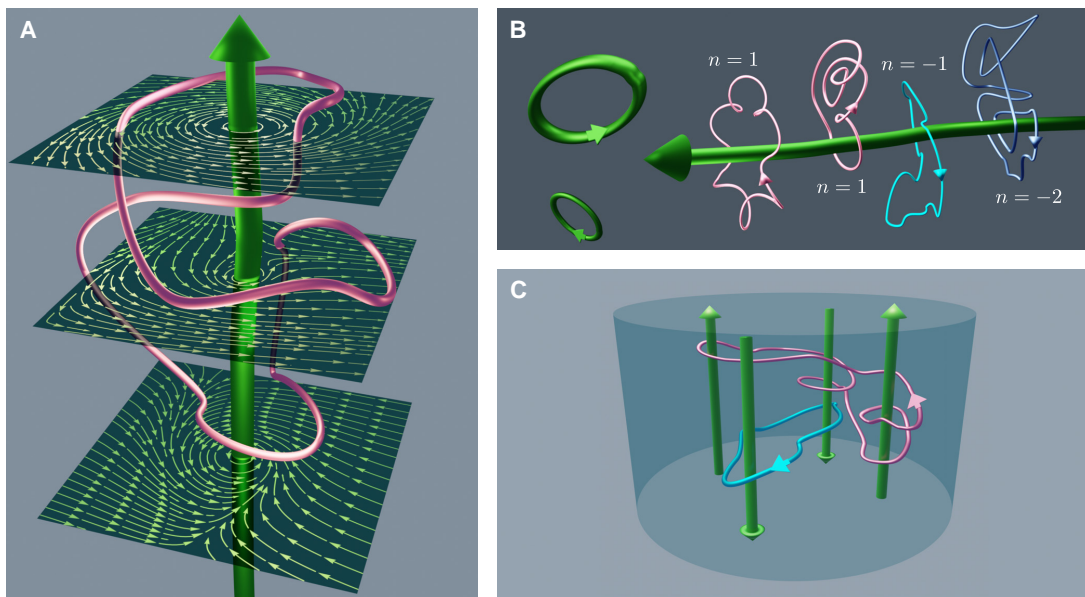 A
B
n = 1
n = 1
n = −1
n = −2
C